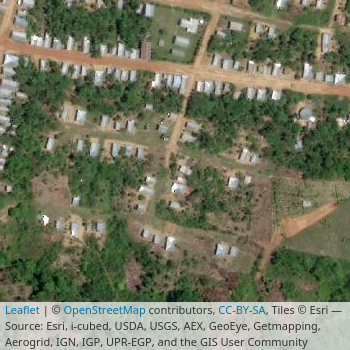 Leaflet | © OpenStreetMap contributors, CC-BY-SA, Tiles © Esri —
Source: Esri, i-cubed, USDA, USGS, AEX, GeoEye, Getmapping,
Aerogrid, IGN, IGP, UPR-EGP, and the GIS User Community